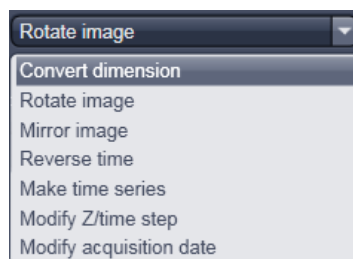 Rotate image
Convert dimension
Rotate image
Mirror image
Reverse time
Make time series
Modify Z/time step
Modify acquisition date